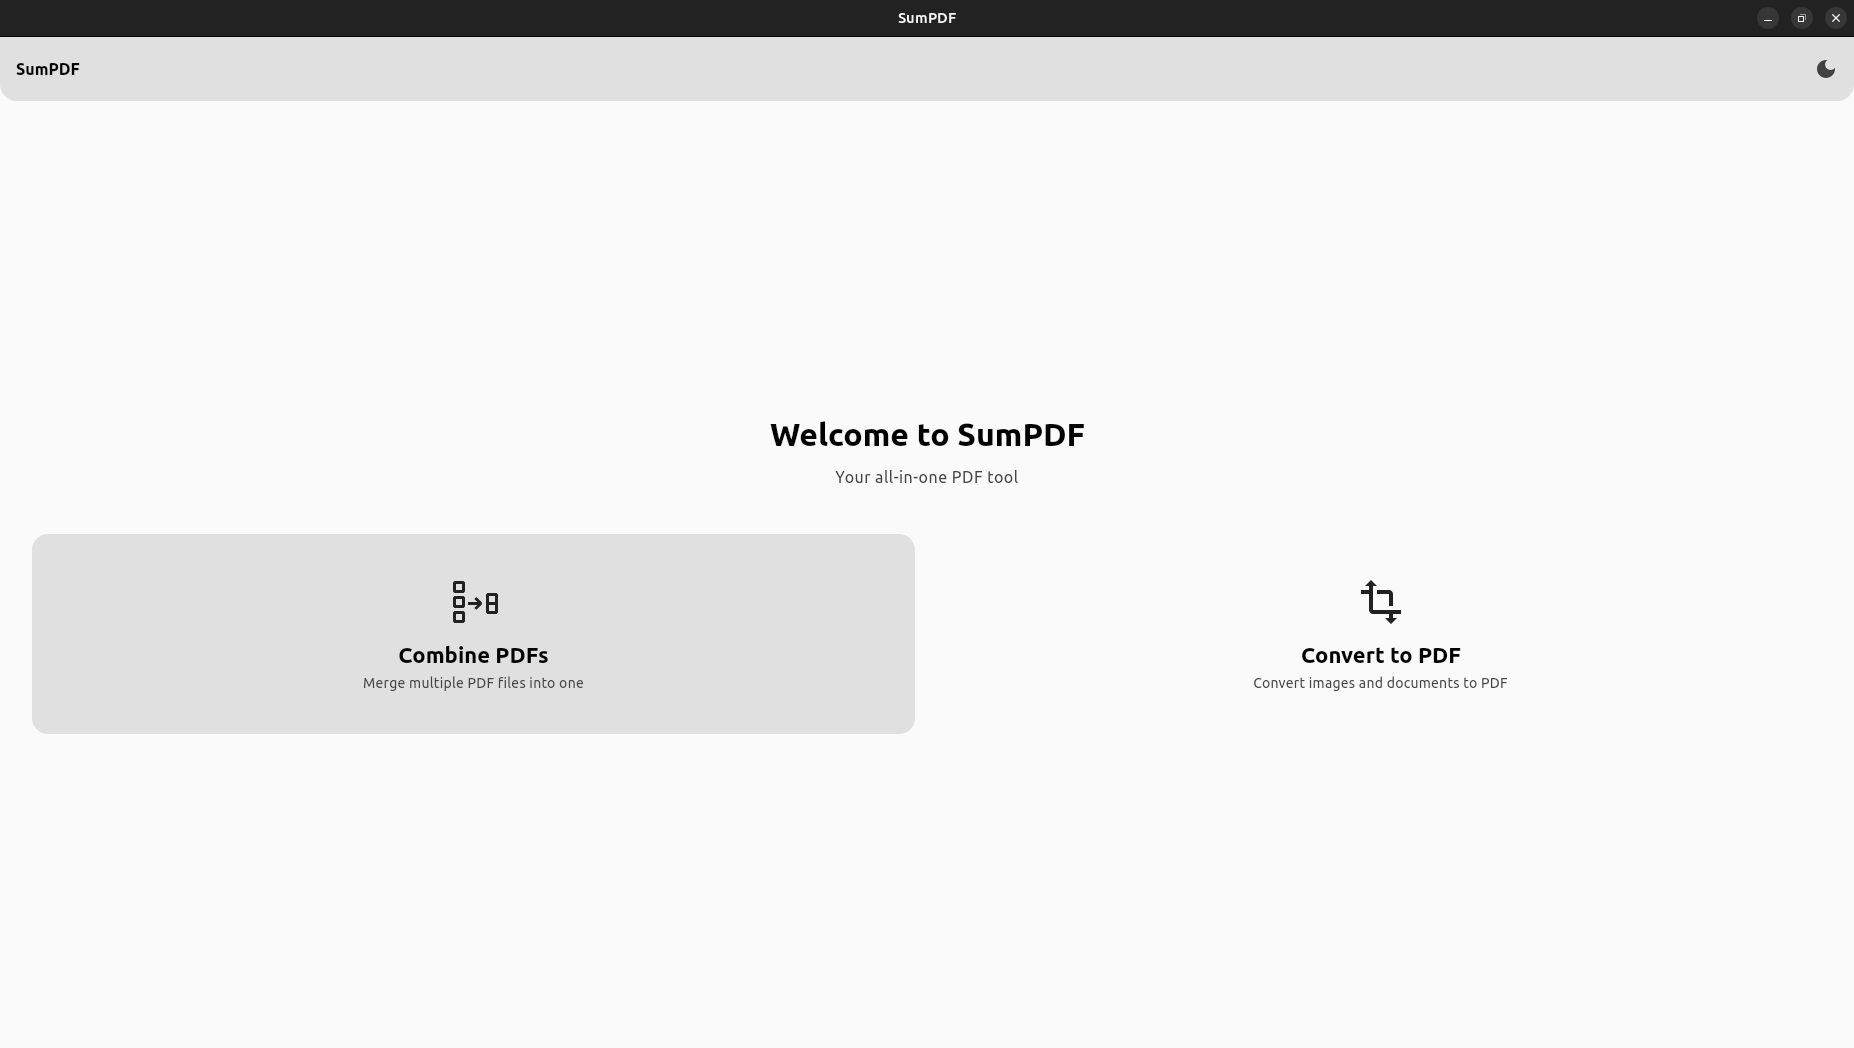 SumPDF
SumPDF
Welcome to SumPDF
Your all-in-one PDF tool
Combine PDFs
Merge multiple PDF files into one
Convert to PDF
Convert images and documents to PDF